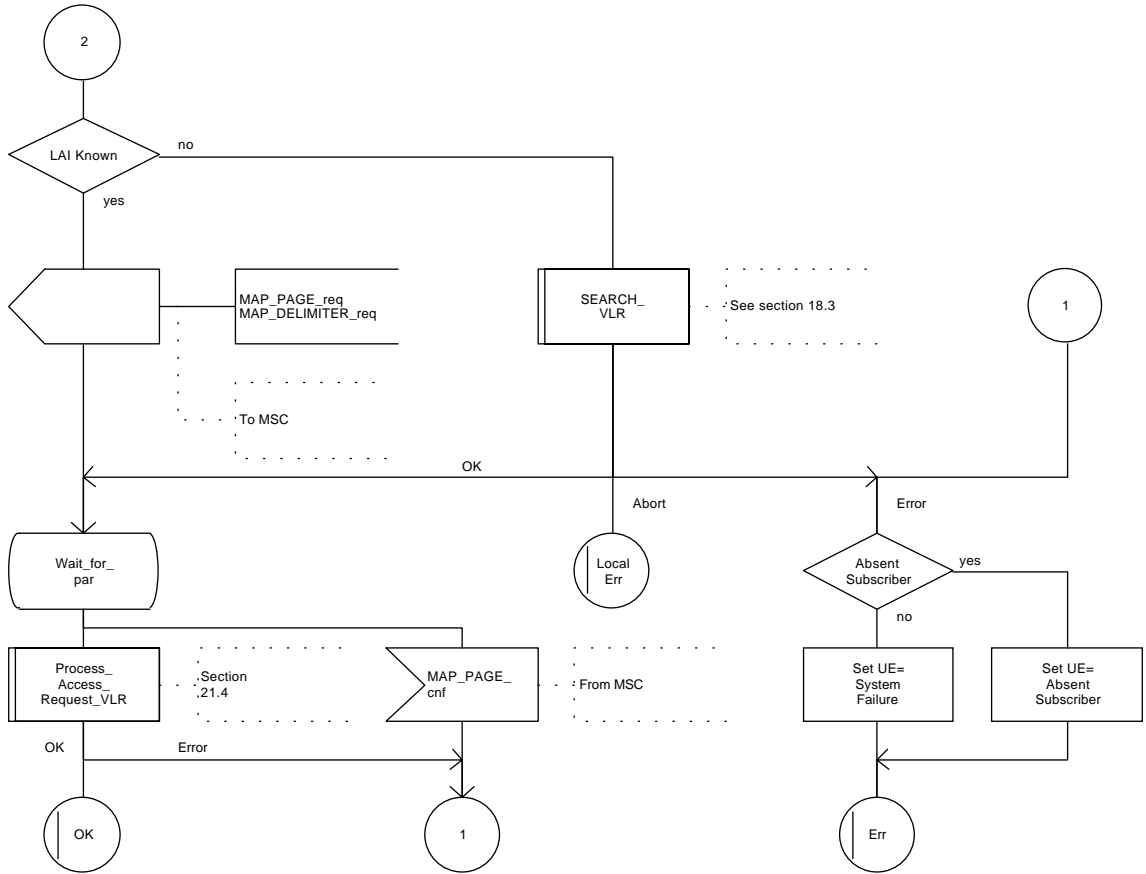 2
LAI Known
no
yes
MAP_PAGE_req
MAP_DELIMITER_req
SEARCH_
VLR
See section 18.3
1
To MSC
OK
Abort
Error
Wait_for_
par
Local
Err
Absent
Subscriber
yes
no
Process_
Access_
Request_VLR
Section
21.4
MAP_PAGE_
cnf
From MSC
Set UE=
System
Failure
Set UE=
Absent
Subscriber
OK
Error
OK
1
Err